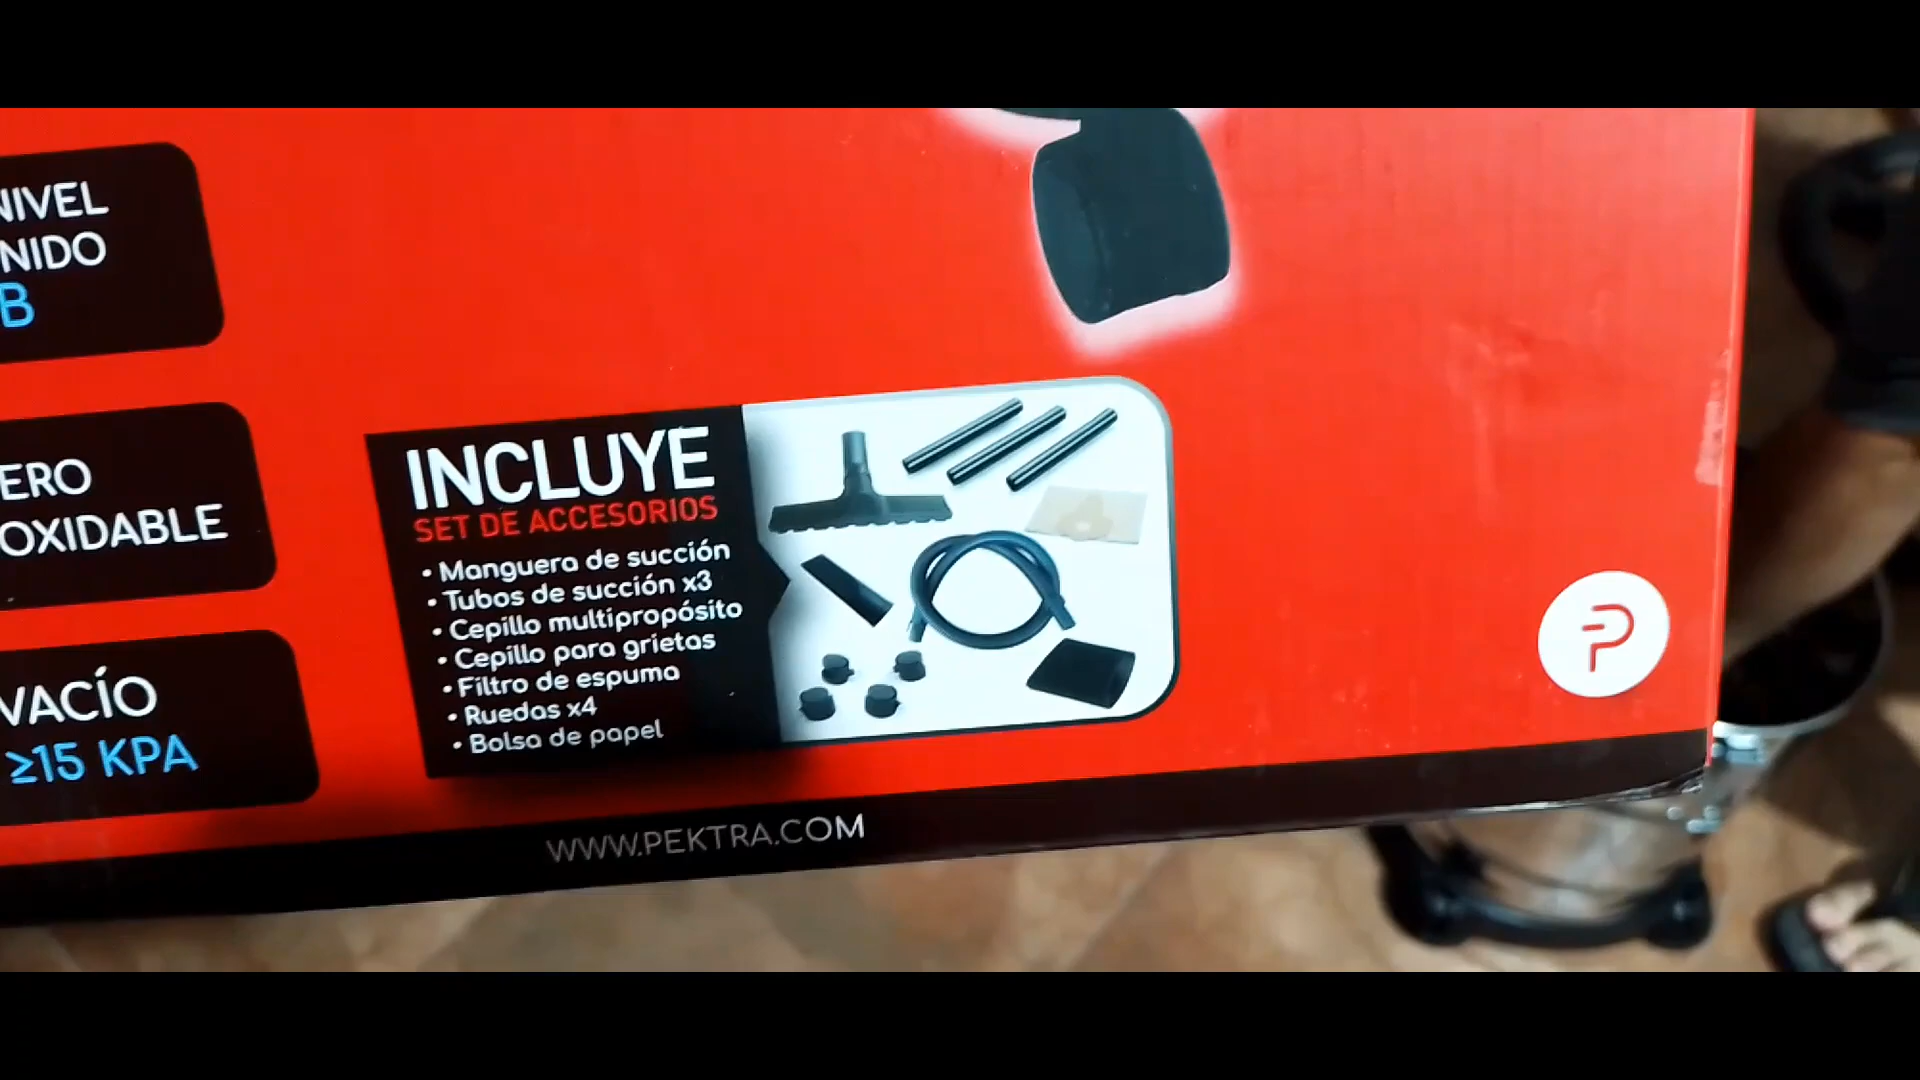 NIVEL
NIDO
B
ERO
OXIDABLE
VACÍO
≥15 KPA
INCLUYE
SET DE ACCESORIOS
• Manguera de succión
• Tubos de succión x3
• Cepillo multipropósito
• Cepillo para grietas
• Filtro de espuma
• Ruedas x4
• Bolsa de papel
P
WWW.PEKTRA.COM